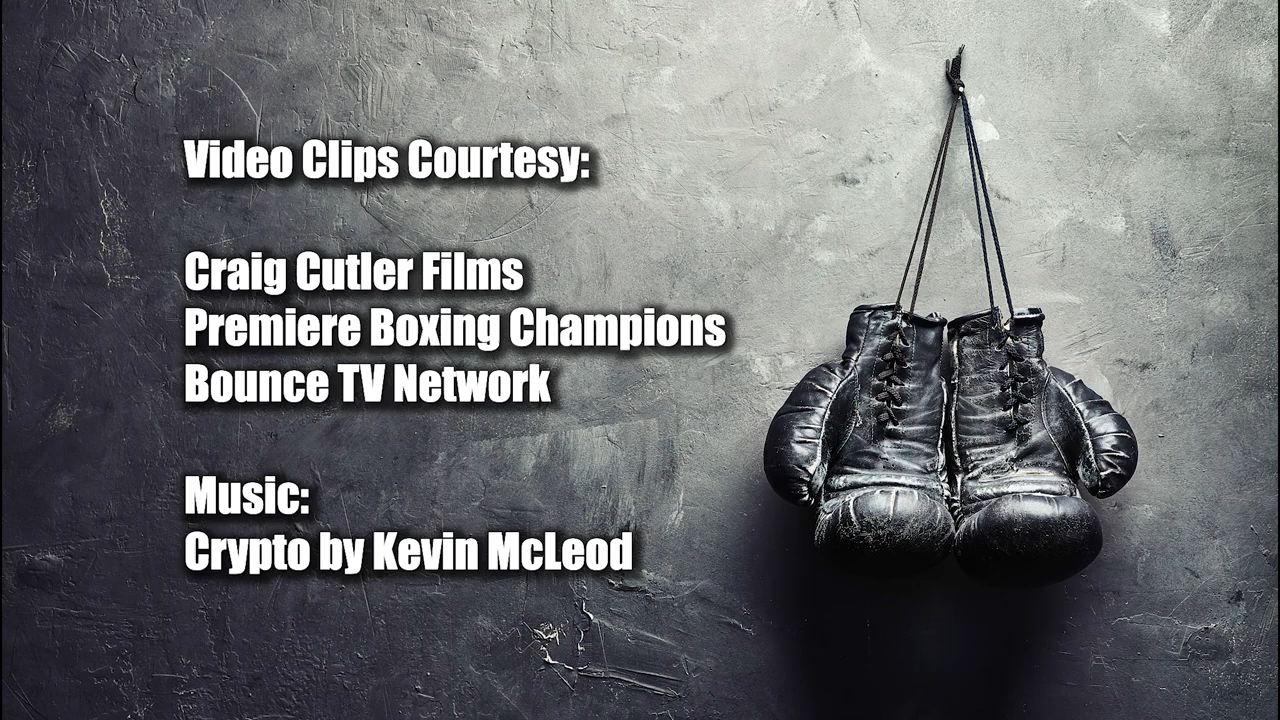 Video Clips Courtesy:
Craig Cutler Films
Premiere Boxing Champions
Bounce TV Network
Music:
Crypto by Kevin McLeod